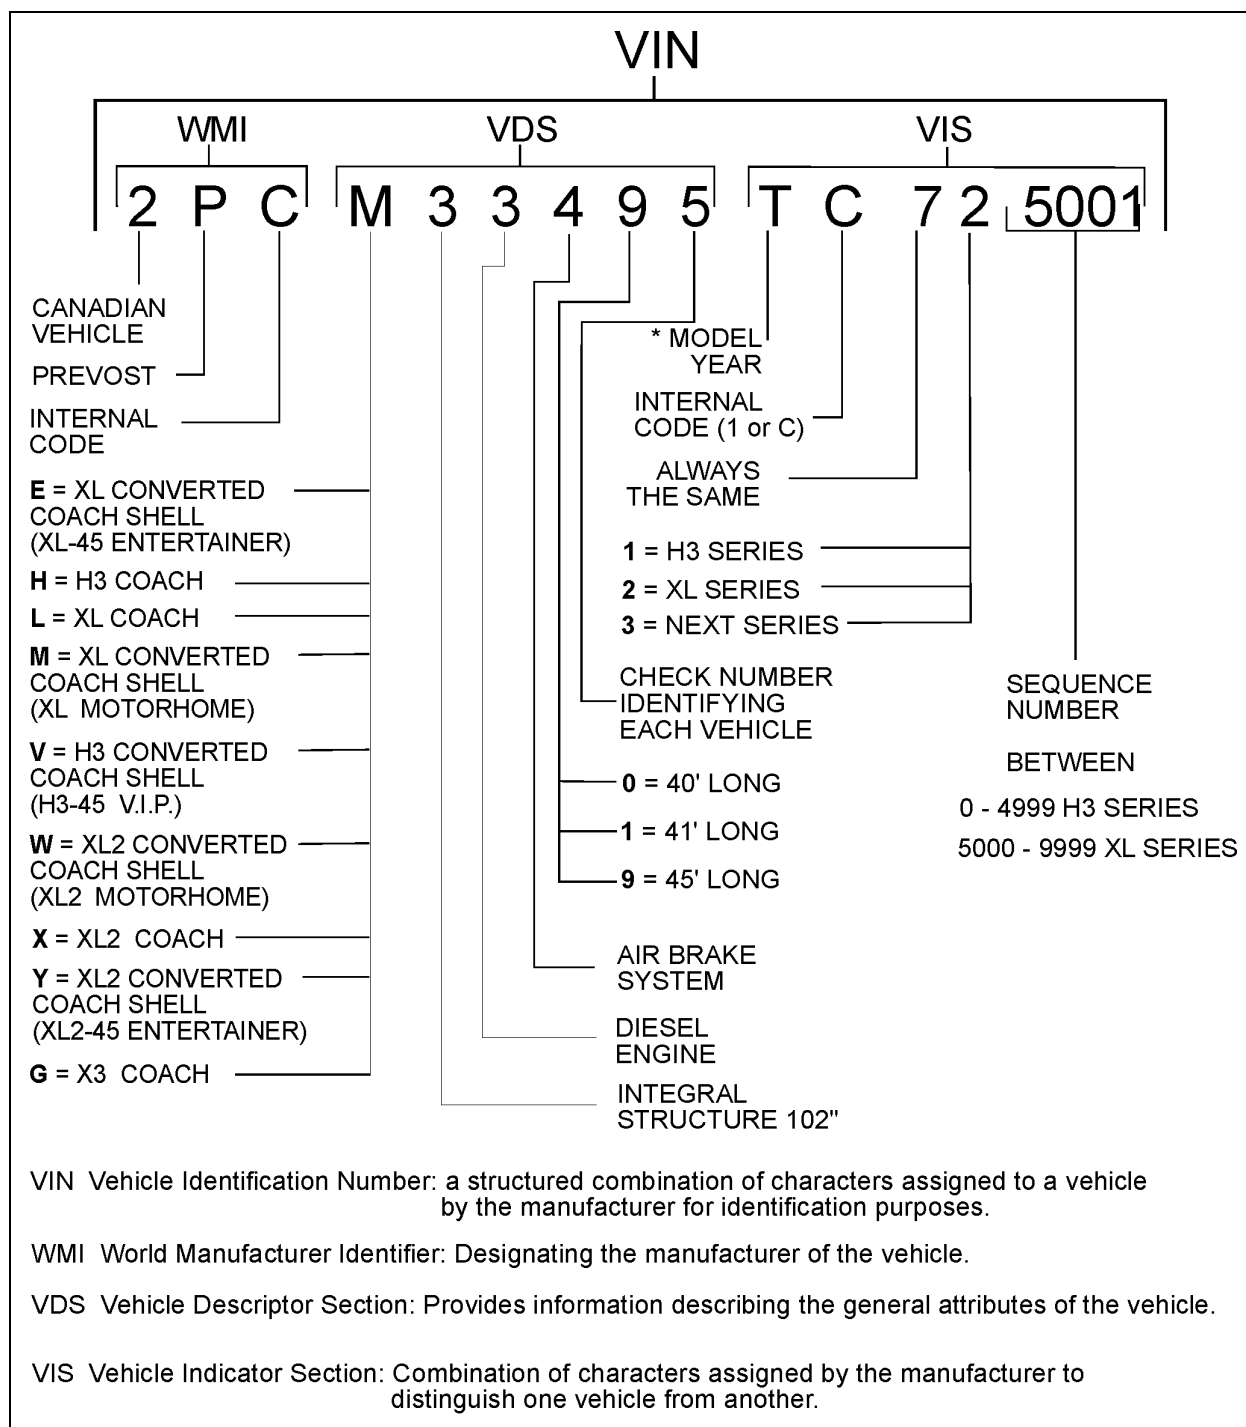 VIN
WMI VDS VIS
2 P C M 3 3 4 9 5 T C 7 2 5001
CANADIAN
VEHICLE
PREVOST
INTERNAL
CODE
E = XL CONVERTED
COACH SHELL
(XL-45 ENTERTAINER)
H = H3 COACH
L = XL COACH
M = XL CONVERTED
COACH SHELL
(XL MOTORHOME)
V = H3 CONVERTED
COACH SHELL
(H3-45 V.I.P.)
W = XL2 CONVERTED
COACH SHELL
(XL2 MOTORHOME)
X = XL2 COACH
Y = XL2 CONVERTED
COACH SHELL
(XL2-45 ENTERTAINER)
G = X3 COACH
* MODEL
YEAR
INTERNAL
CODE (1 or C)
ALWAYS
THE SAME
1 = H3 SERIES
2 = XL SERIES
3 = NEXT SERIES
CHECK NUMBER
IDENTIFYING
EACH VEHICLE
0 = 40' LONG
1 = 41' LONG
9 = 45' LONG
AIR BRAKE
SYSTEM
DIESEL
ENGINE
INTEGRAL
STRUCTURE 102"
SEQUENCE
NUMBER
BETWEEN
0 - 4999 H3 SERIES
5000 - 9999 XL SERIES
VIN Vehicle Identification Number: a structured combination of characters assigned to a vehicle
by the manufacturer for identification purposes.
WMI World Manufacturer Identifier: Designating the manufacturer of the vehicle.
VDS Vehicle Descriptor Section: Provides information describing the general attributes of the vehicle.
VIS Vehicle Indicator Section: Combination of characters assigned by the manufacturer to
distinguish one vehicle from another.